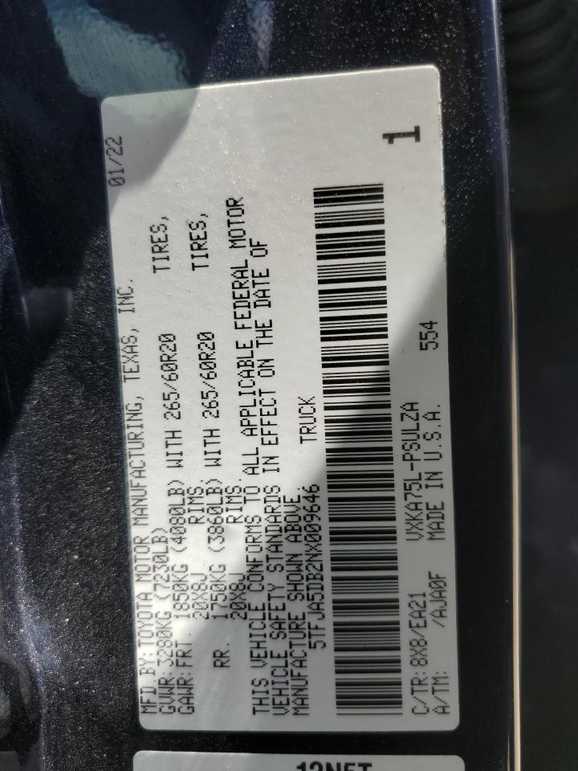 MFD BY:TOYOTA MOTOR MANUFACTURING, TEXAS, INC. 01/22
GVWR: 3280KG (7230LB)
GAWR: FRT. 1850KG (4080LB) WITH 265/60R20 TIRES,
20X8J RIMS
RR. 1750KG (3860LB) WITH 265/60R20 TIRES,
20X8J RIMS.
THIS VEHICLE CONFORMS TO ALL APPLICABLE FEDERAL MOTOR
VEHICLE SAFETY STANDARDS IN EFFECT ON THE DATE OF
MANUFACTURE SHOWN ABOVE.
5TFJA5DB2NX009646 TRUCK
1
C/TR: 8X8/EA21 VXKA75L-PSULZA 554
A/TM: /AJA0F MADE IN U.S.A.